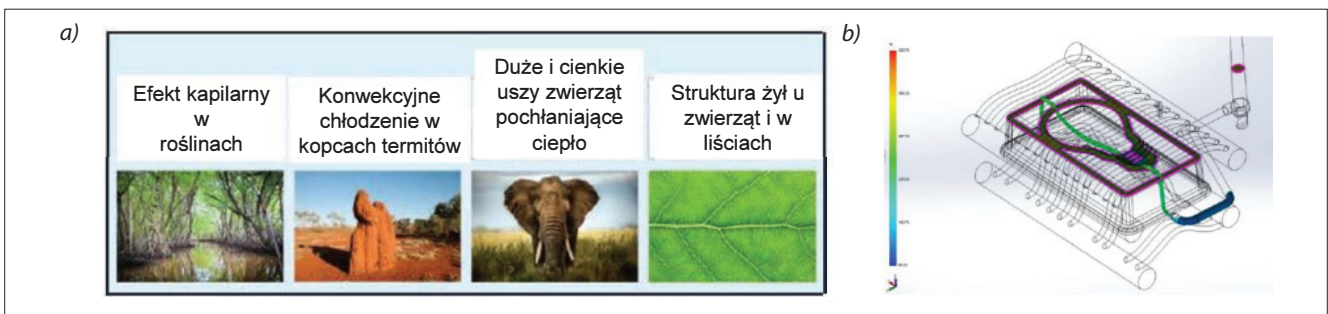 a)
Efekt kapilarny
w
roślinach
Konwekcyjne
chłodzenie w
kopcach termitów
Duże i cienkie
uszy zwierząt
pochłaniające
ciepło
Struktura żył u
zwierząt i w
liściach
b)